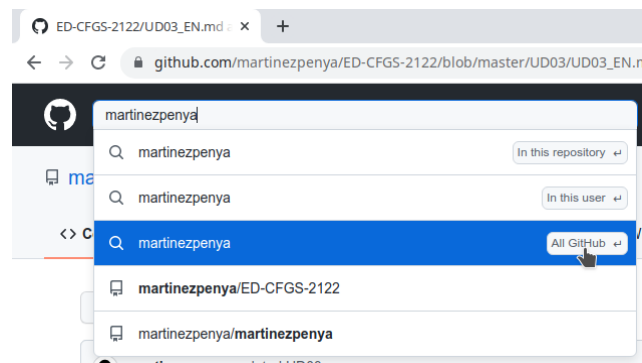 ED-CFGS-2122/UD03_EN.md a
github.com/martinezpenya/ED-CFGS-2122/blob/master/UD03/UD03_EN.m
martinezpenya
martinezpenya In this repository ↵
ma
martinezpenya In this user ↵
<> C
martinezpenya All GitHub ↵
martinezpenya/ED-CFGS-2122
martinezpenya/martinezpenya